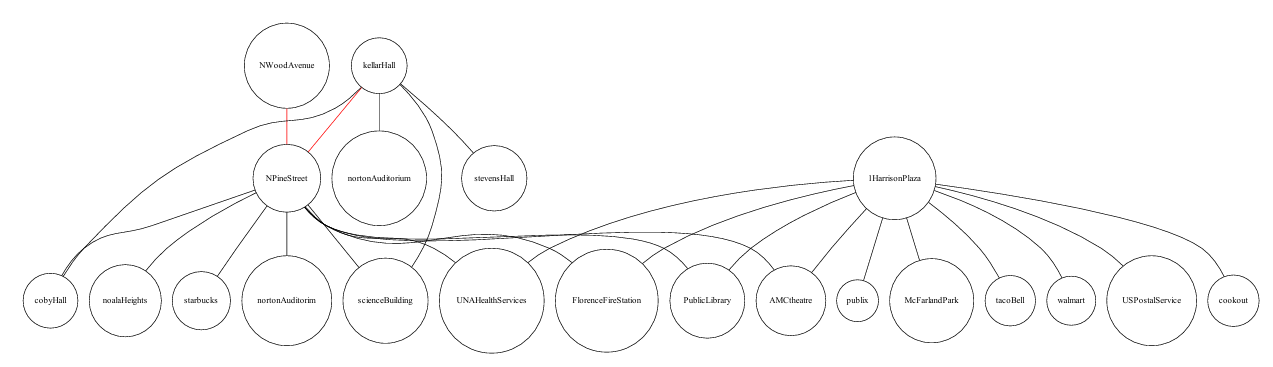 NWoodAvenue
kellarHall
NPineStreet
nortonAuditorium
stevensHall
1HarrisonPlaza
cobyHall
noalaHeights
starbucks
nortonAuditorim
scienceBuilding
UNAHealthServices
FlorenceFireStation
PublicLibrary
AMCtheatre
publix
McFarlandPark
tacoBell
walmart
USPostalService
cookout